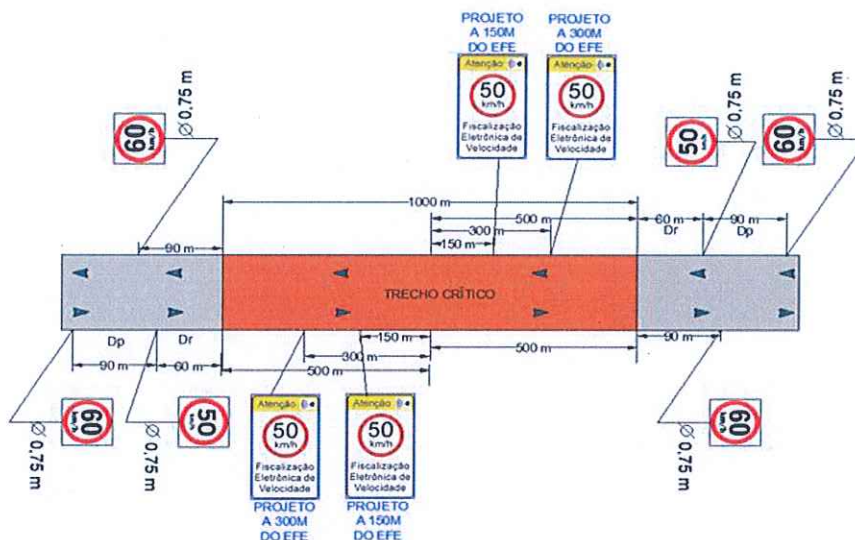 PROJETO
A 150M
DO EFE
PROJETO
A 300M
DO EFE
Atenção
50
km/h
Fiscalização
Eletrônica de
Velocidade
Atenção
50
km/h
Fiscalização
Eletrônica de
Velocidade
60
km/h
Ø 0,75 m
50
km/h
Ø 0,75 m
60
km/h
Ø 0,75 m
1000 m
500 m
300 m
150 m
60 m
Dr
90 m
Dp
90 m
TRECHO CRÍTICO
Dp
90 m
Dr
60 m
150 m
300 m
500 m
500 m
90 m
Ø 0,75 m
60
km/h
Ø 0,75 m
50
km/h
Atenção
50
km/h
Fiscalização
Eletrônica de
Velocidade
Atenção
50
km/h
Fiscalização
Eletrônica de
Velocidade
PROJETO
A 300M
DO EFE
PROJETO
A 150M
DO EFE
Ø 0,75 m
60
km/h